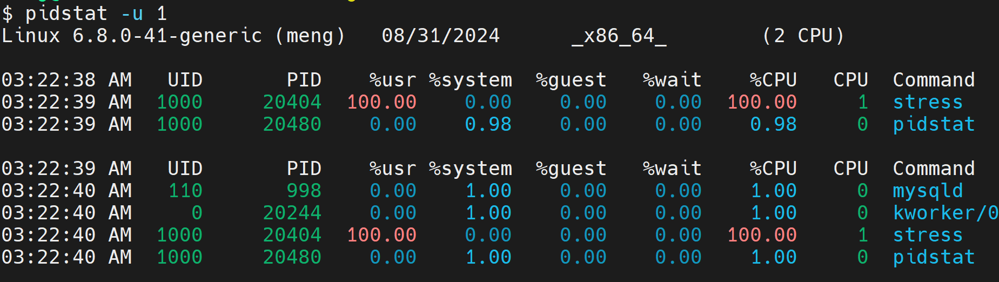 $ pidstat -u 1
Linux 6.8.0-41-generic (meng) 08/31/2024 _x86_64_ (2 CPU)
03:22:38 AM UID PID %usr %system %guest %wait %CPU CPU Command
03:22:39 AM 1000 20404 100.00 0.00 0.00 0.00 100.00 1 stress
03:22:39 AM 1000 20480 0.00 0.98 0.00 0.00 0.98 0 pidstat
03:22:39 AM UID PID %usr %system %guest %wait %CPU CPU Command
03:22:40 AM 110 998 0.00 1.00 0.00 0.00 1.00 0 mysqld
03:22:40 AM 0 20244 0.00 1.00 0.00 0.00 1.00 0 kworker/0
03:22:40 AM 1000 20404 100.00 0.00 0.00 0.00 100.00 1 stress
03:22:40 AM 1000 20480 0.00 1.00 0.00 0.00 1.00 0 pidstat